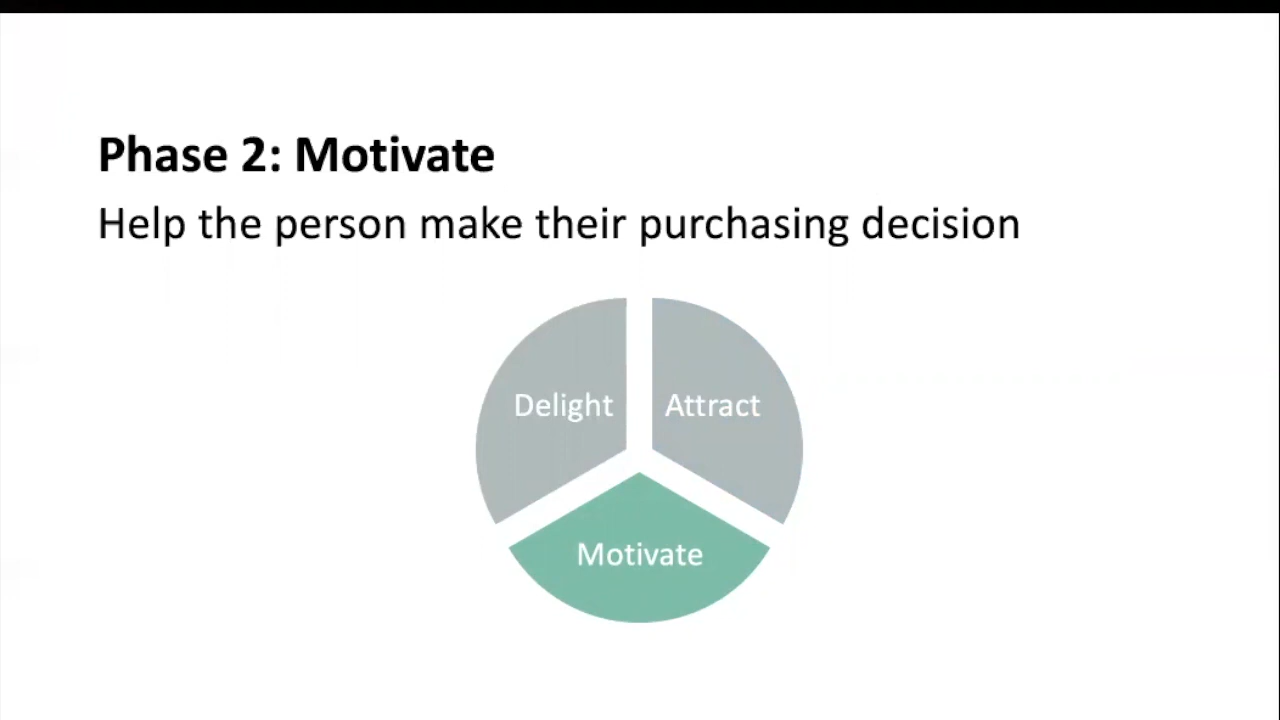 Phase 2: Motivate
Help the person make their purchasing decision
Delight
Attract
Motivate